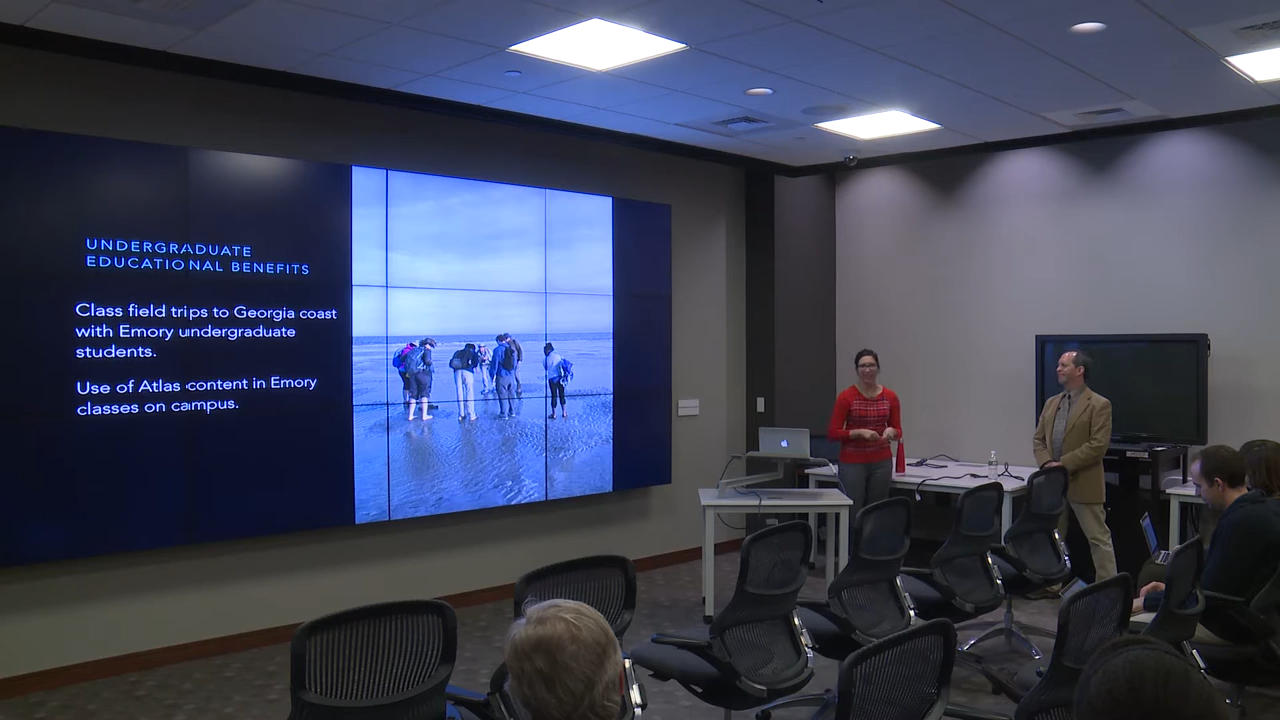 UNDERGRADUATE
EDUCATIONAL BENEFITS
Class field trips to Georgia coast
with Emory undergraduate
students.
Use of Atlas content in Emory
classes on campus.